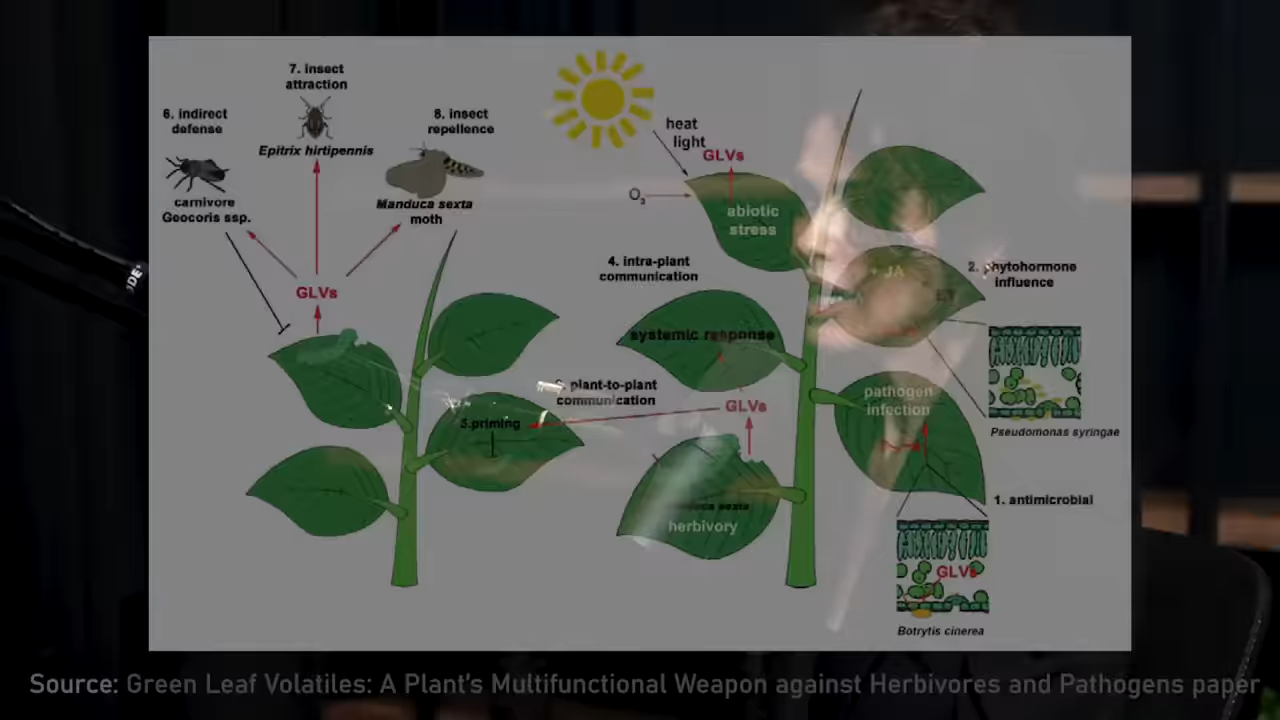 7. insect
attraction
6. indirect
defense
8. insect
repellence
Epitrix hirtipennis
carnivore
Geocoris ssp.
Manduca sexta
moth
GLVs
heat
light
GLVs
O3
abiotic
stress
4. intra-plant
communication
2. phytohormone
influence
+ JA
ET
systemic response
plant-to-plant
communication
GLVs
5.priming
pathogen
infection
Pseudomonas syringae
sexta
herbivory
1. antimicrobial
GLVs
Botrytis cinerea
Source: Green Leaf Volatiles: A Plant's Multifunctional Weapon against Herbivores and Pathogens paper